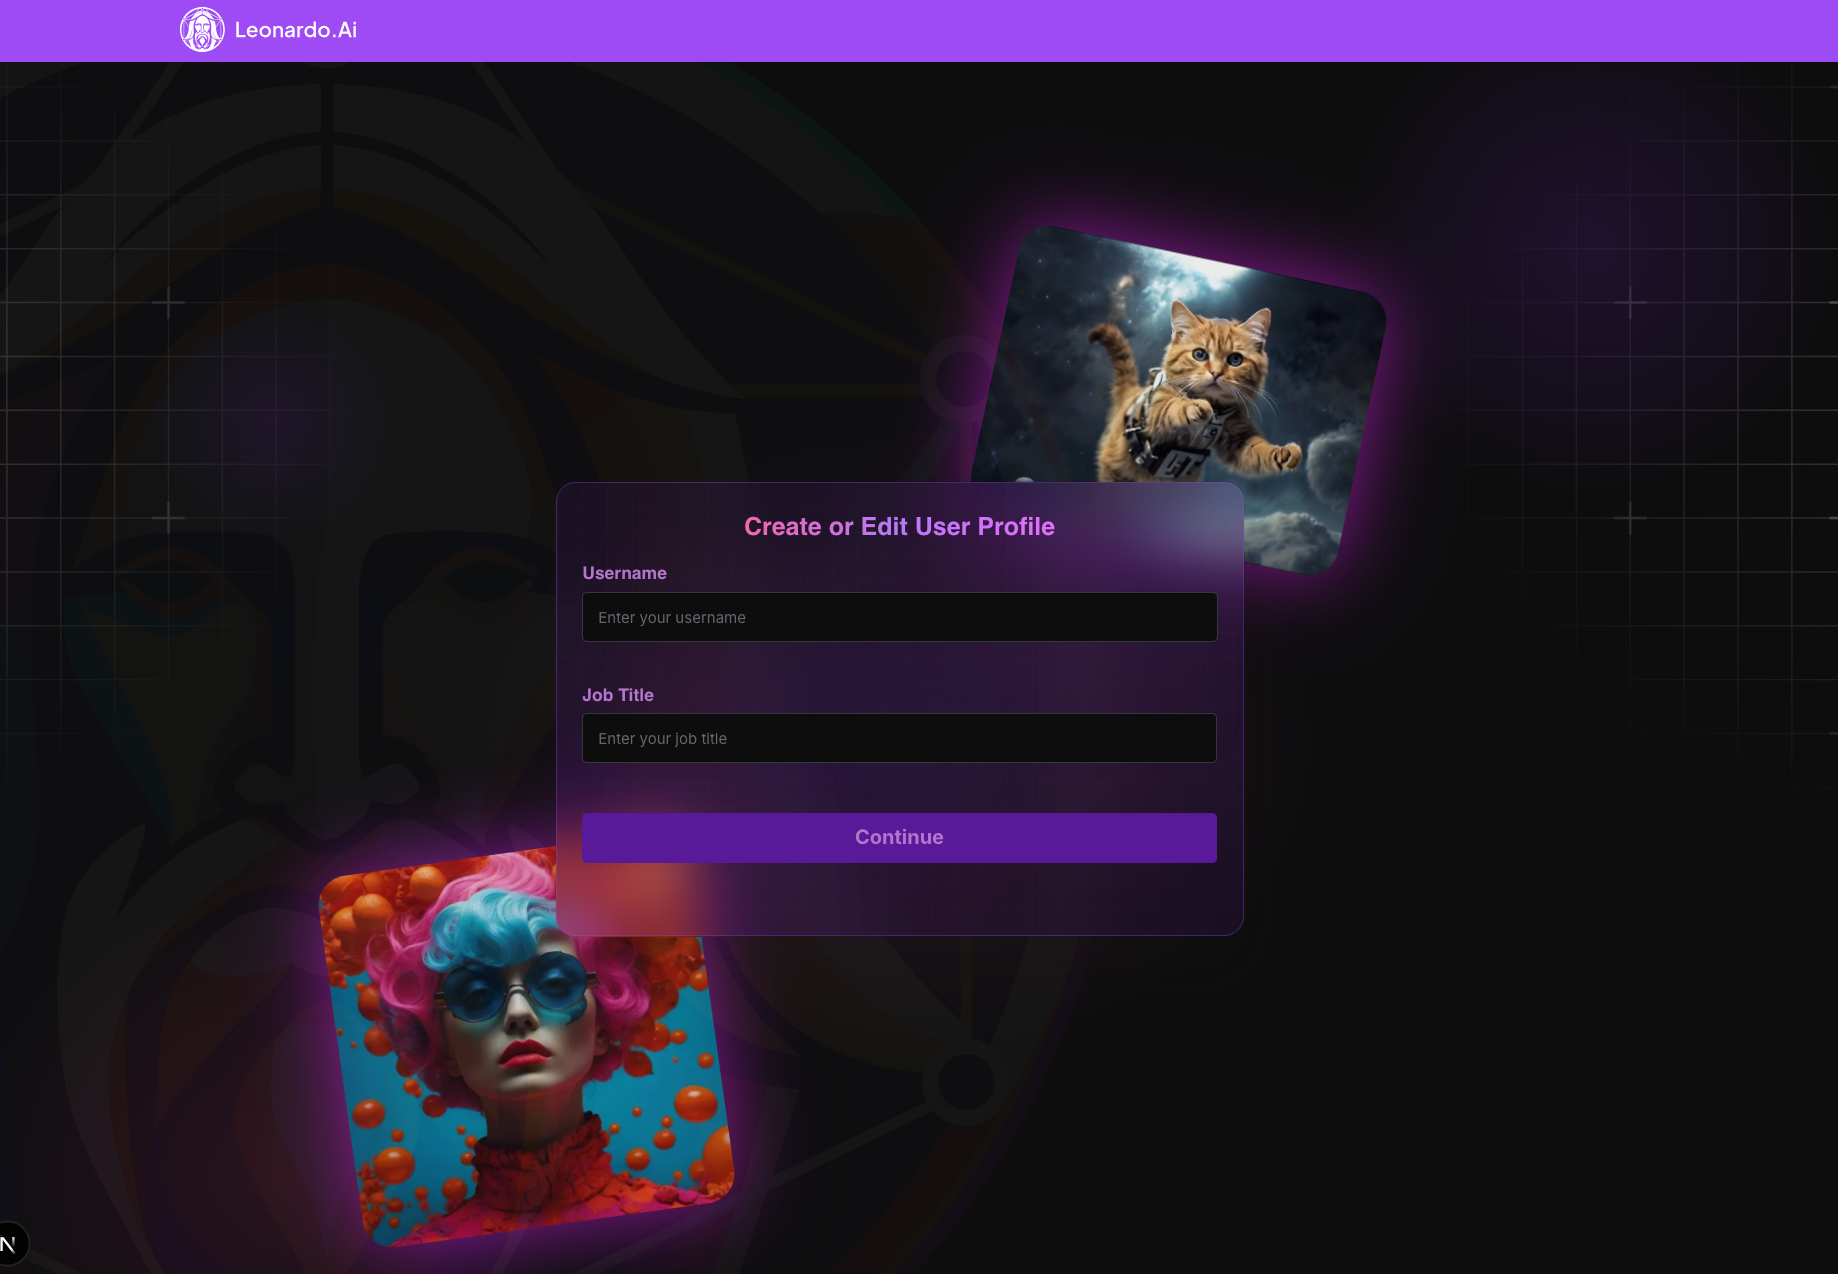 Leonardo.Ai
Create or Edit User Profile
Username
Enter your username
Job Title
Enter your job title
Continue
N